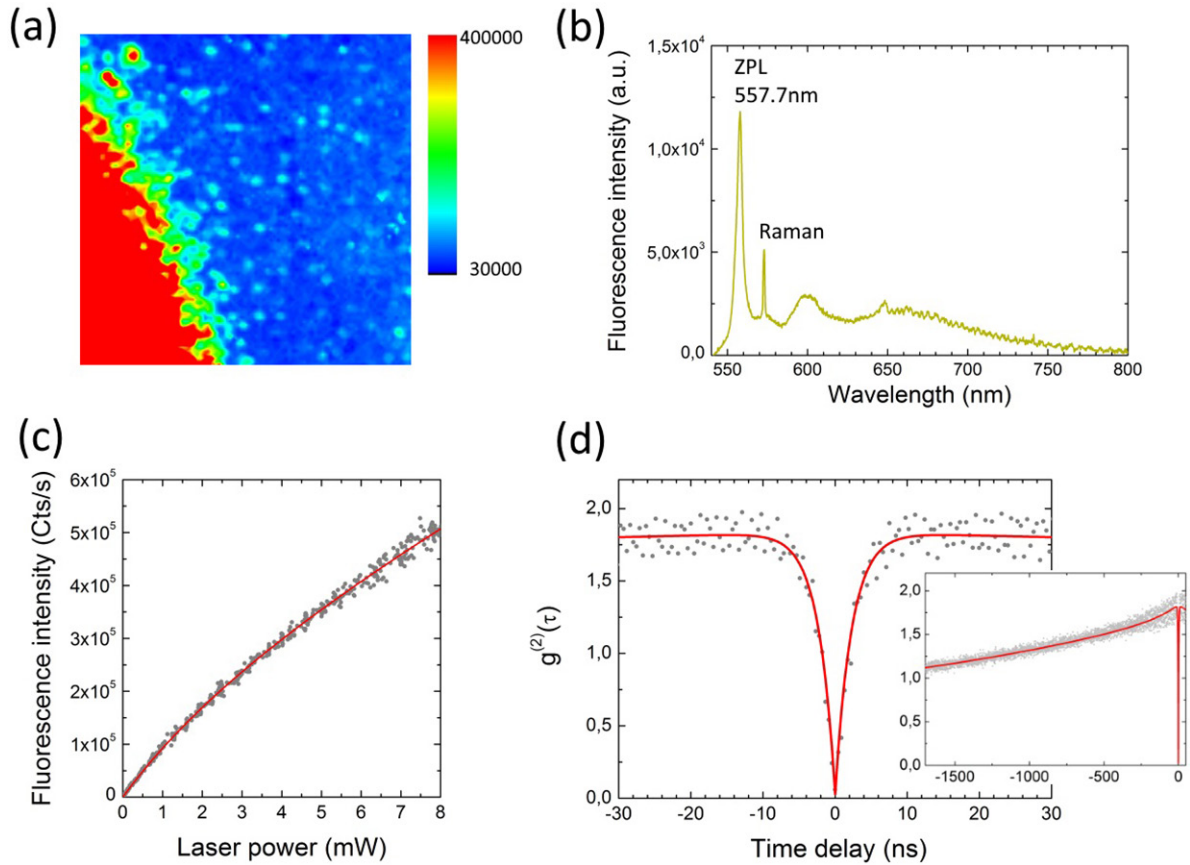 (a)
400000
30000
(b)
Fluorescence intensity (a.u.)
1,5x10⁴
1,0x10⁴
5,0x10³
0,0
ZPL
557.7nm
Raman
550 600 650 700 750 800
Wavelength (nm)
(c)
Fluorescence intensity (Cts/s)
6x10⁵
5x10⁵
4x10⁵
3x10⁵
2x10⁵
1x10⁵
0
0 1 2 3 4 5 6 7 8
Laser power (mW)
(d)
g⁽²⁾(τ)
2,0
1,5
1,0
0,5
0,0
-30 -20 -10 0 10 20 30
Time delay (ns)
2,0
1,5
1,0
0,5
0,0
-1500 -1000 -500 0